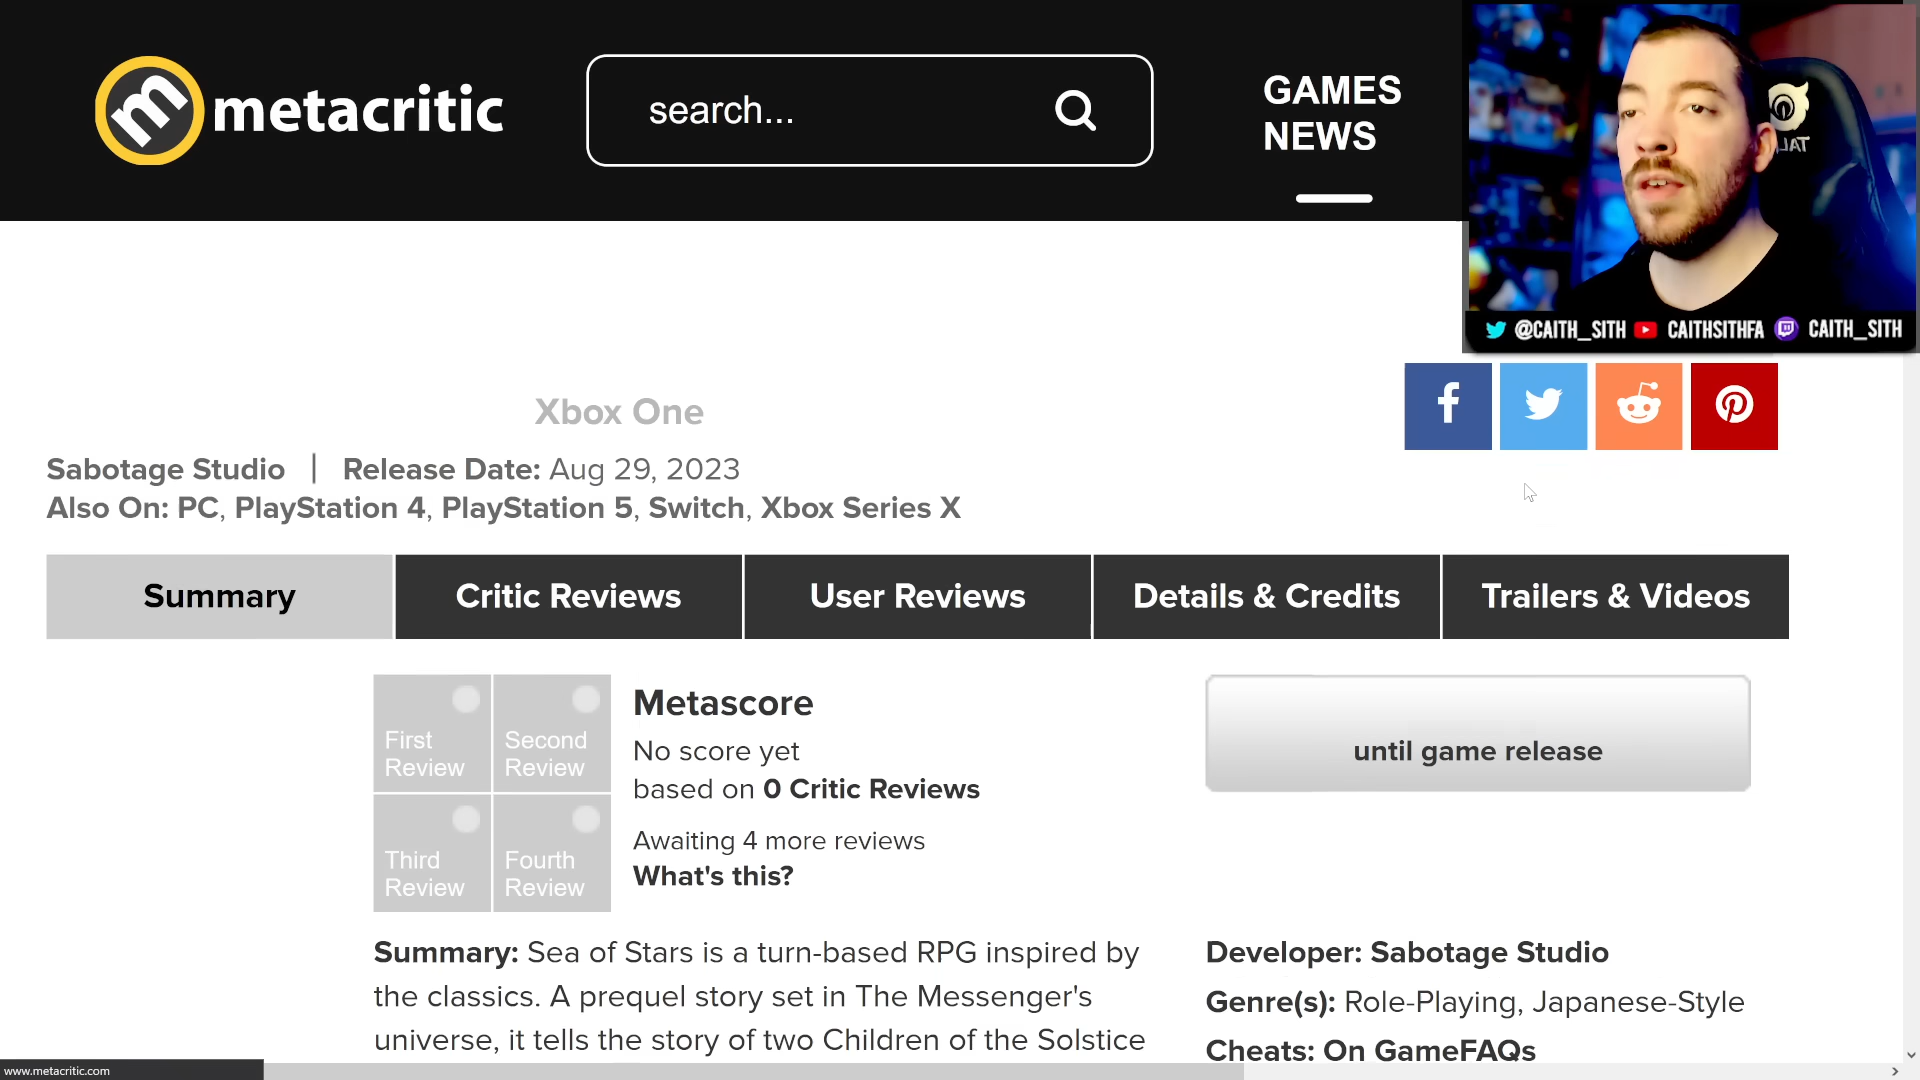 metacritic
search...
GAMES
NEWS
@CAITH_SITH CAITHSITHFA CAITH_SITH
Xbox One
Sabotage Studio | Release Date: Aug 29, 2023
Also On: PC, PlayStation 4, PlayStation 5, Switch, Xbox Series X
Summary Critic Reviews User Reviews Details & Credits Trailers & Videos
First Review
Second Review
Third Review
Fourth Review
Metascore
No score yet
based on 0 Critic Reviews
Awaiting 4 more reviews
What's this?
until game release
Summary: Sea of Stars is a turn-based RPG inspired by
the classics. A prequel story set in The Messenger's
universe, it tells the story of two Children of the Solstice
Developer: Sabotage Studio
Genre(s): Role-Playing, Japanese-Style
Cheats: On GameFAQs
www.metacritic.com